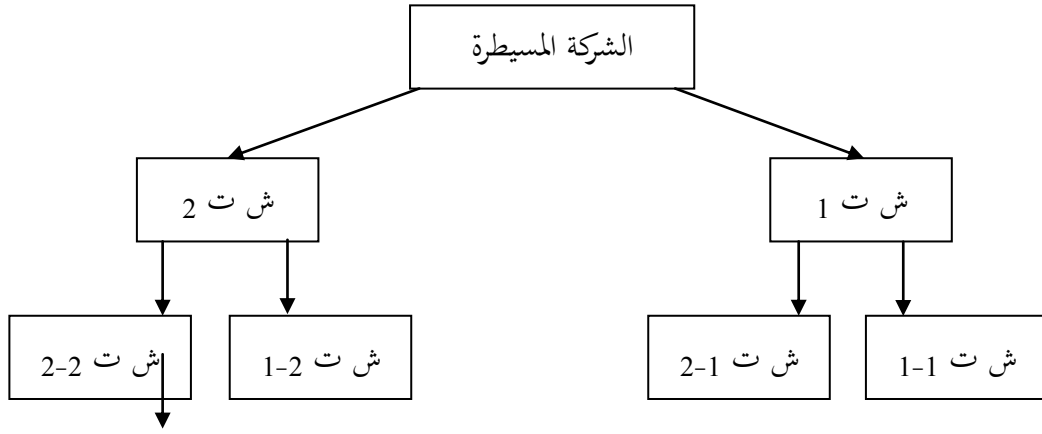 الشركة المسيطرة
ش ت 1
ش ت 2
ش ت 1-1
ش ت 1-2
ش ت 2-1
ش ت 2-2